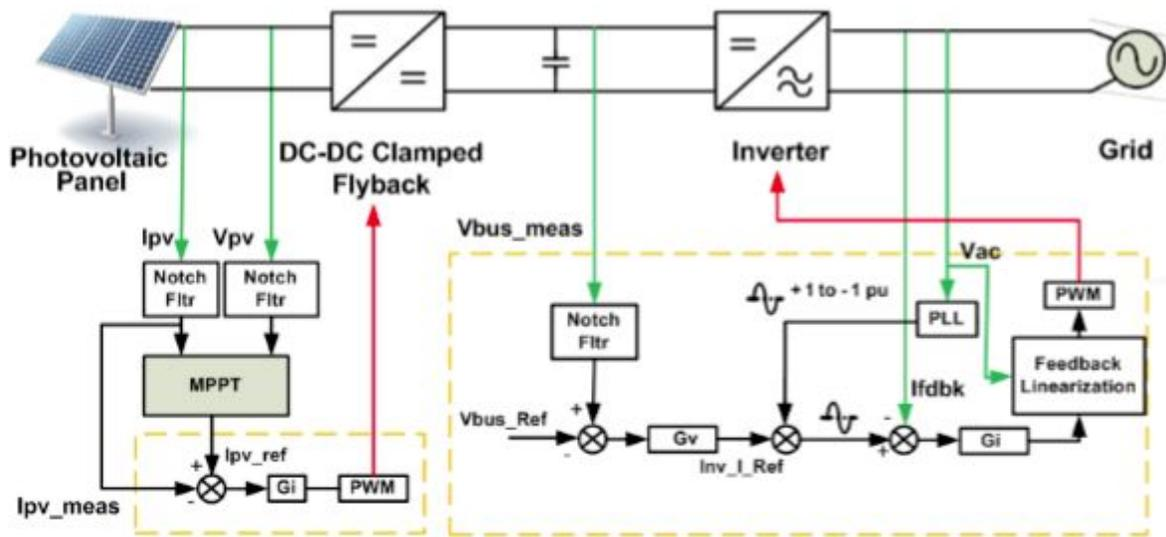 Photovoltaic
Panel
DC-DC Clamped
Flyback
Inverter
Grid
Ipv
Vpv
Vbus_meas
Vac
Notch
Fltr
Notch
Fltr
Notch
Fltr
+ 1 to - 1 pu
PLL
PWM
MPPT
Feedback
Linearization
Ifdbk
Vbus_Ref
+
-
Gv
Inv_I_Ref
-
+
Gi
Ipv_ref
+
-
Gi
PWM
Ipv_meas